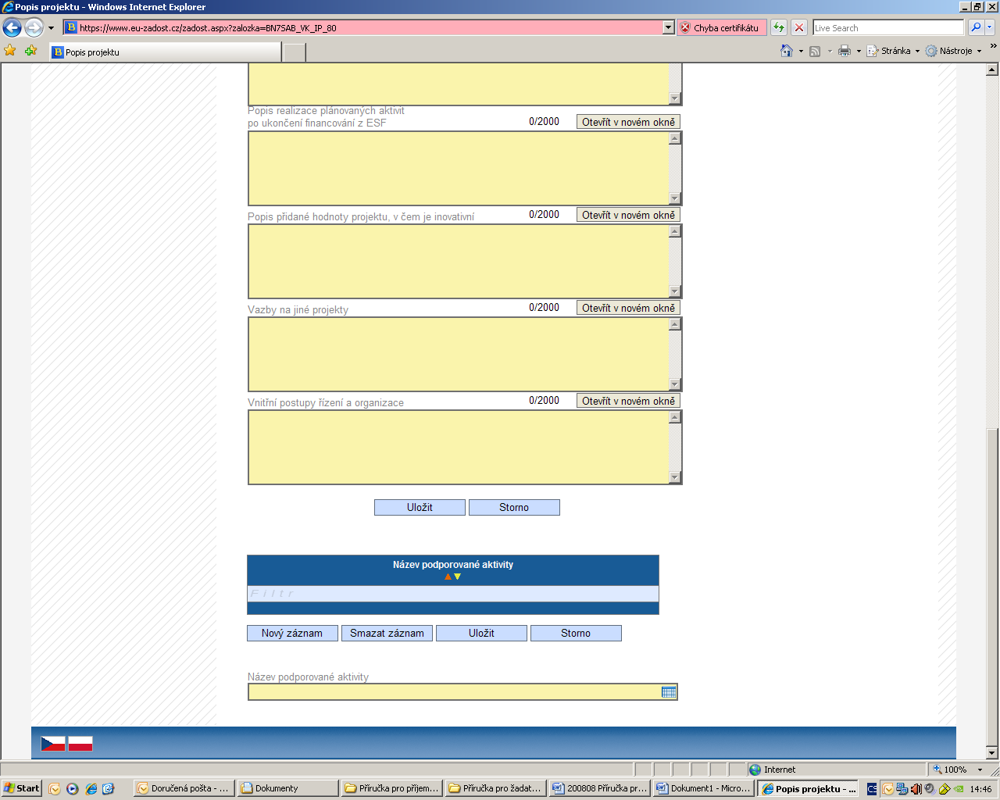 Popis projektu - Windows Internet Explorer
https://www.eu-zadost.cz/zadost.aspx?zalozka=BN7SAB_VK_IP_80
Chyba certifikátu
Live Search
Popis projektu
Stránka
Nástroje
Popis realizace plánovaných aktivit
po ukončení financování z ESF
0/2000
Otevřít v novém okně
Popis přidané hodnoty projektu, v čem je inovativní
0/2000
Otevřít v novém okně
Vazby na jiné projekty
0/2000
Otevřít v novém okně
Vnitřní postupy řízení a organizace
0/2000
Otevřít v novém okně
Uložit
Storno
Název podporované aktivity
Filtr
Nový záznam
Smazat záznam
Uložit
Storno
Název podporované aktivity
Internet
100%
Start
Doručená pošta - ...
Dokumenty
Příručka pro příjem...
Příručka pro žadat...
200808 Příručka pr...
Dokument1 - Micro...
Popis projektu - ...
CS
14:46